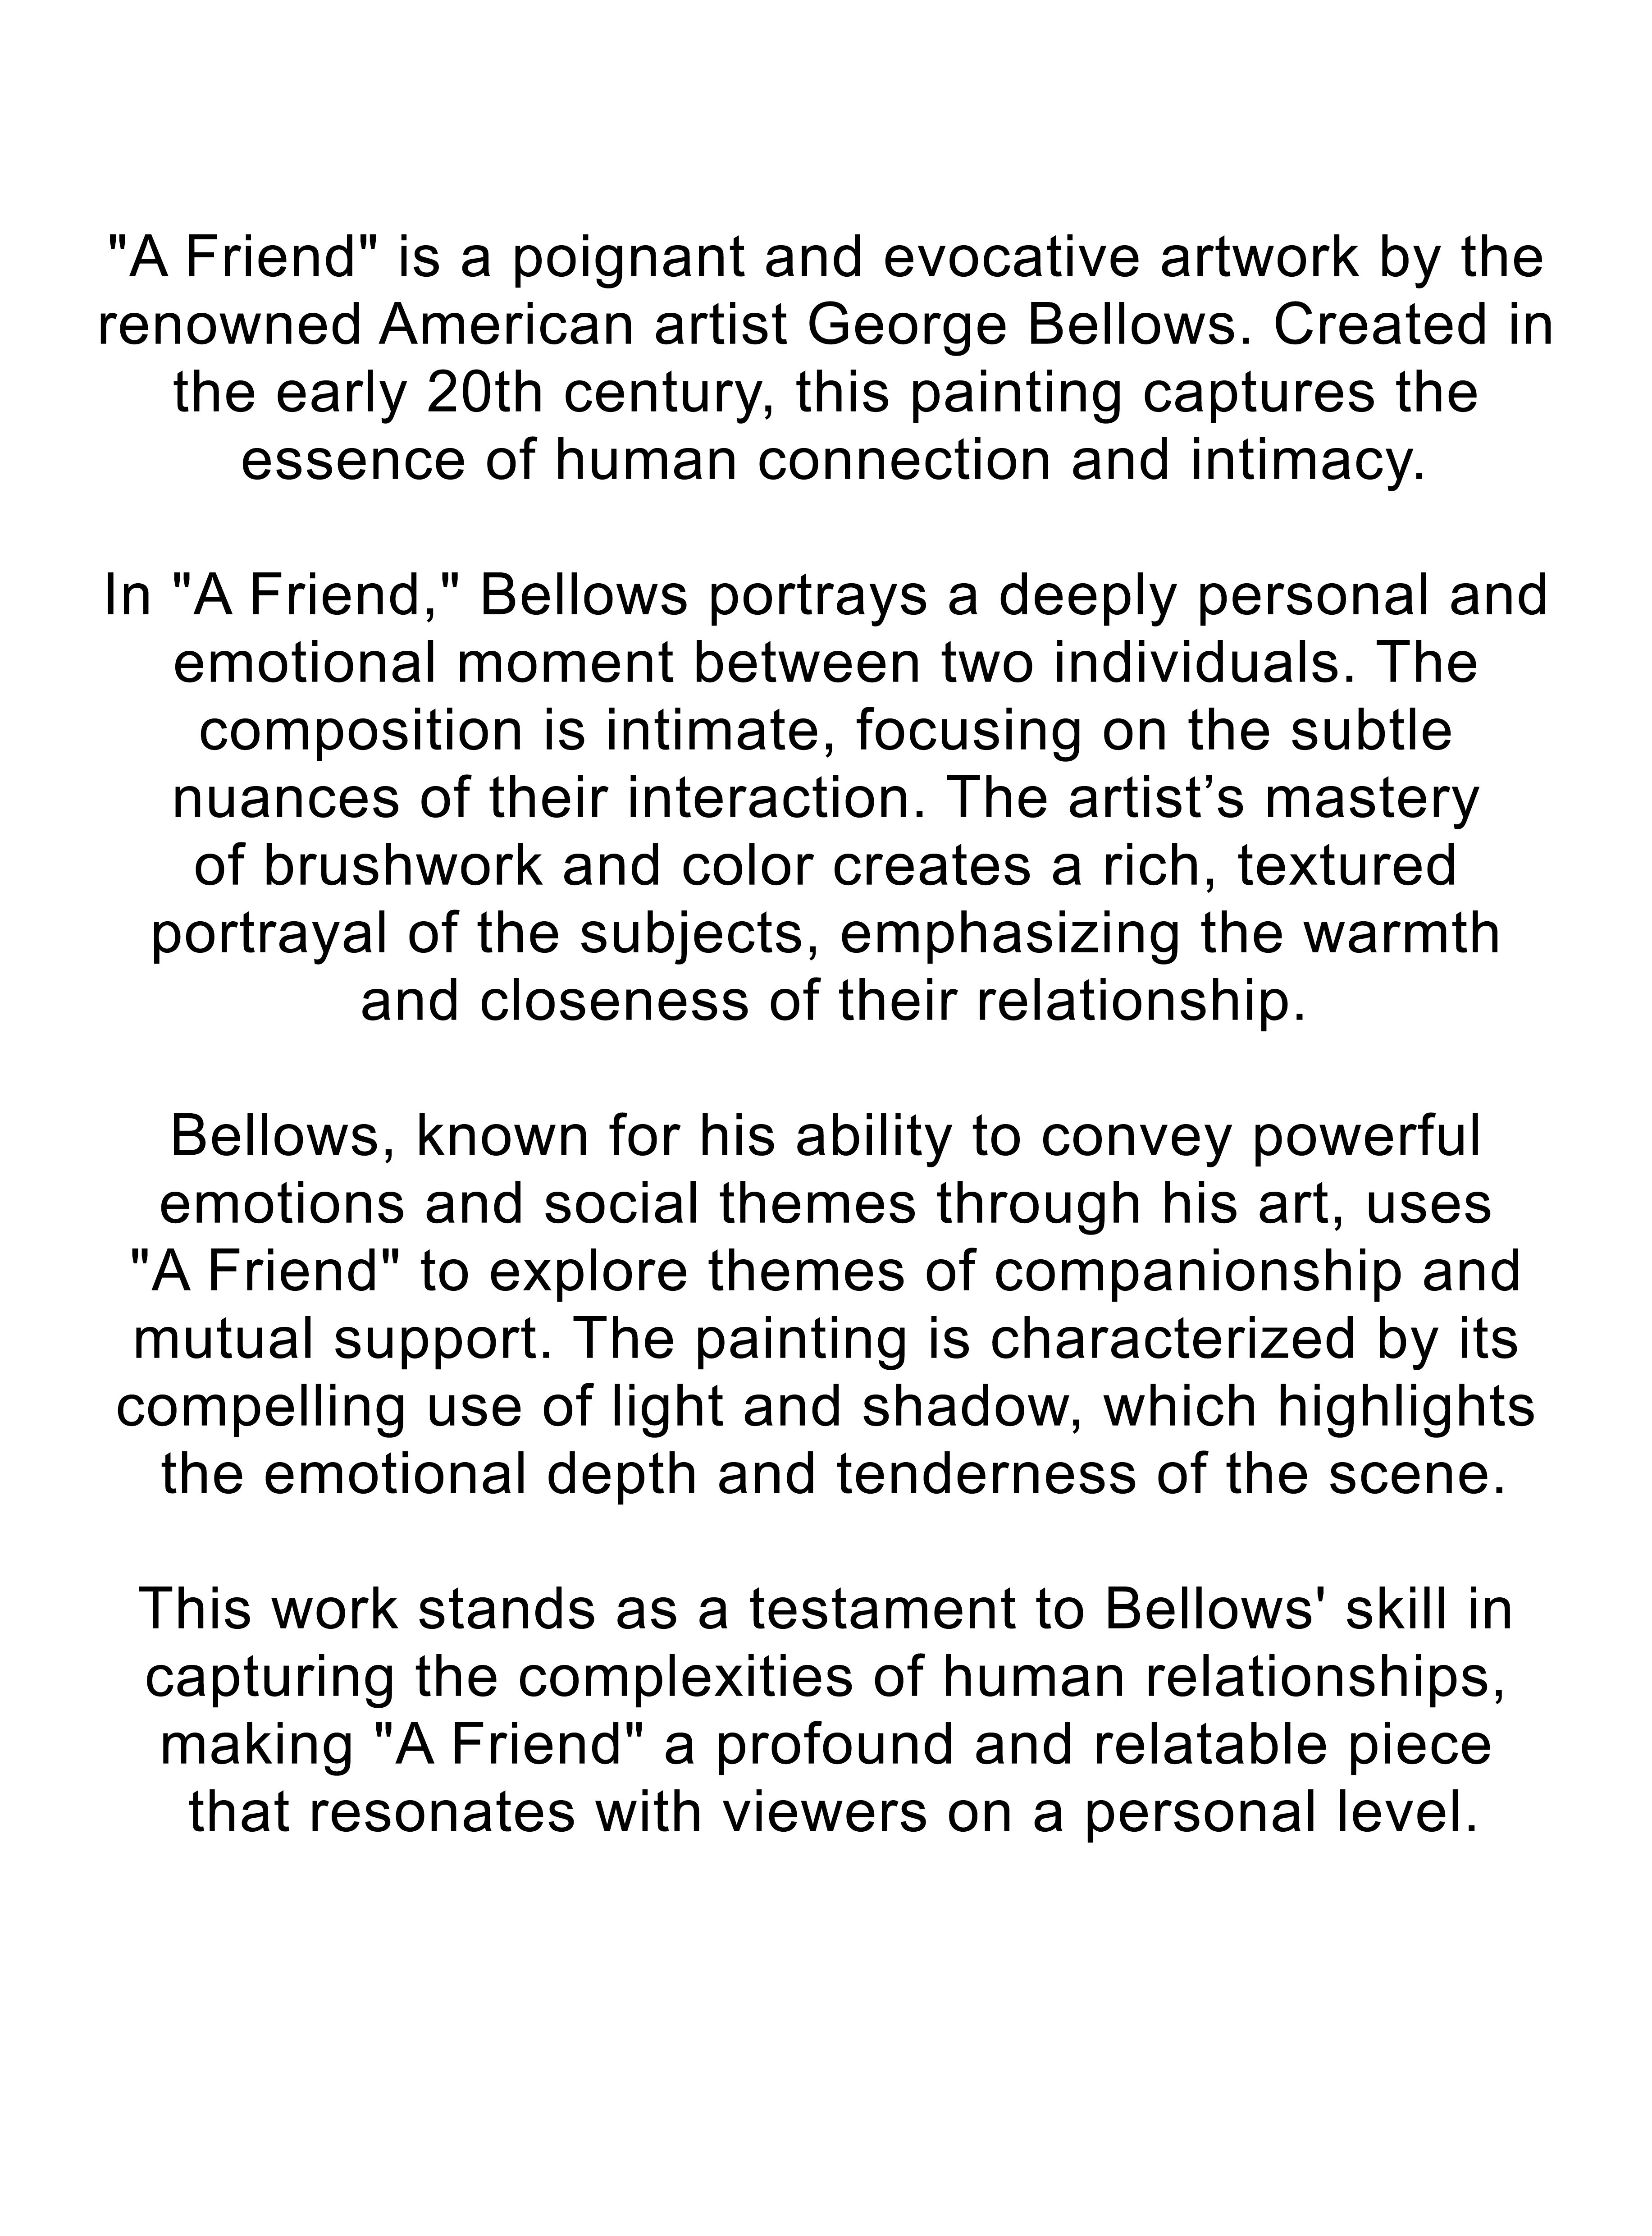 "A Friend" is a poignant and evocative artwork by the
renowned American artist George Bellows. Created in
the early 20th century, this painting captures the
essence of human connection and intimacy.
In "A Friend," Bellows portrays a deeply personal and
emotional moment between two individuals. The
composition is intimate, focusing on the subtle
nuances of their interaction. The artist’s mastery
of brushwork and color creates a rich, textured
portrayal of the subjects, emphasizing the warmth
and closeness of their relationship.
Bellows, known for his ability to convey powerful
emotions and social themes through his art, uses
"A Friend" to explore themes of companionship and
mutual support. The painting is characterized by its
compelling use of light and shadow, which highlights
the emotional depth and tenderness of the scene.
This work stands as a testament to Bellows' skill in
capturing the complexities of human relationships,
making "A Friend" a profound and relatable piece
that resonates with viewers on a personal level.